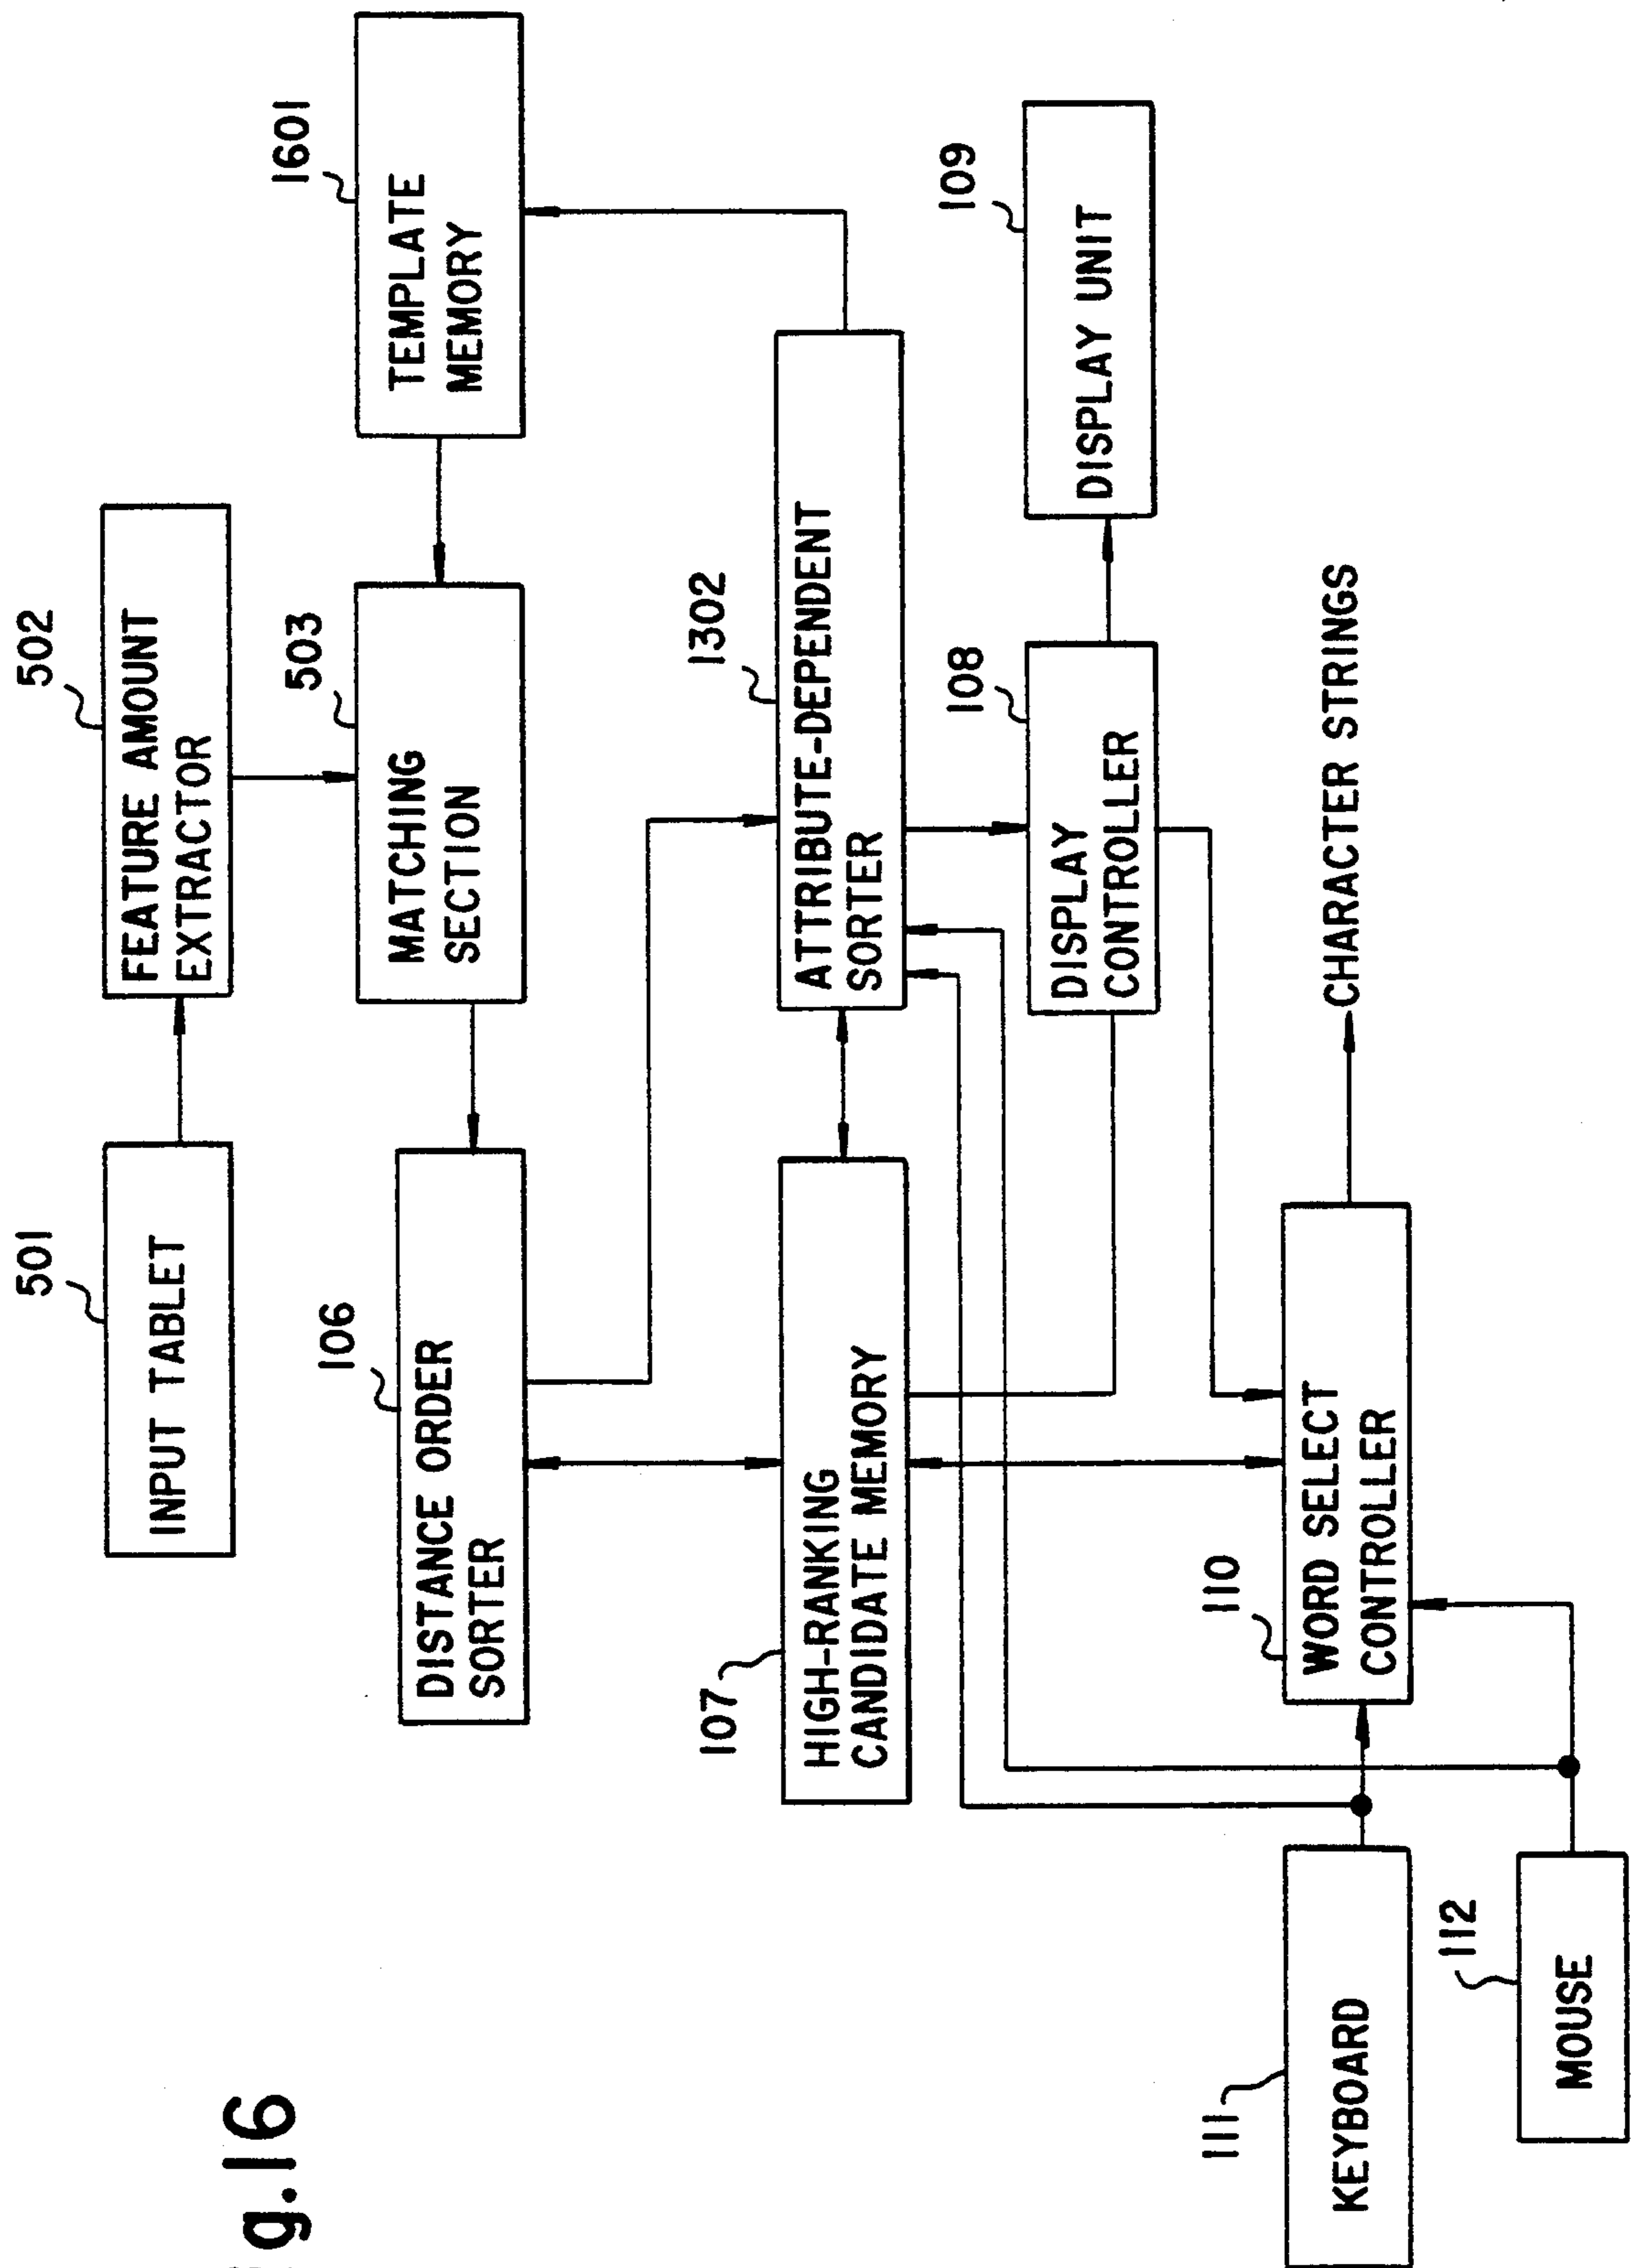 g.16
501
INPUT TABLET
502
FEATURE AMOUNT
EXTRACTOR
106
DISTANCE ORDER
SORTER
503
MATCHING
SECTION
1601
TEMPLATE
MEMORY
107
HIGH-RANKING
CANDIDATE MEMORY
1302
ATTRIBUTE-DEPENDENT
SORTER
108
DISPLAY
CONTROLLER
109
DISPLAY UNIT
111
KEYBOARD
110
WORD SELECT
CONTROLLER
CHARACTER STRINGS
112
MOUSE